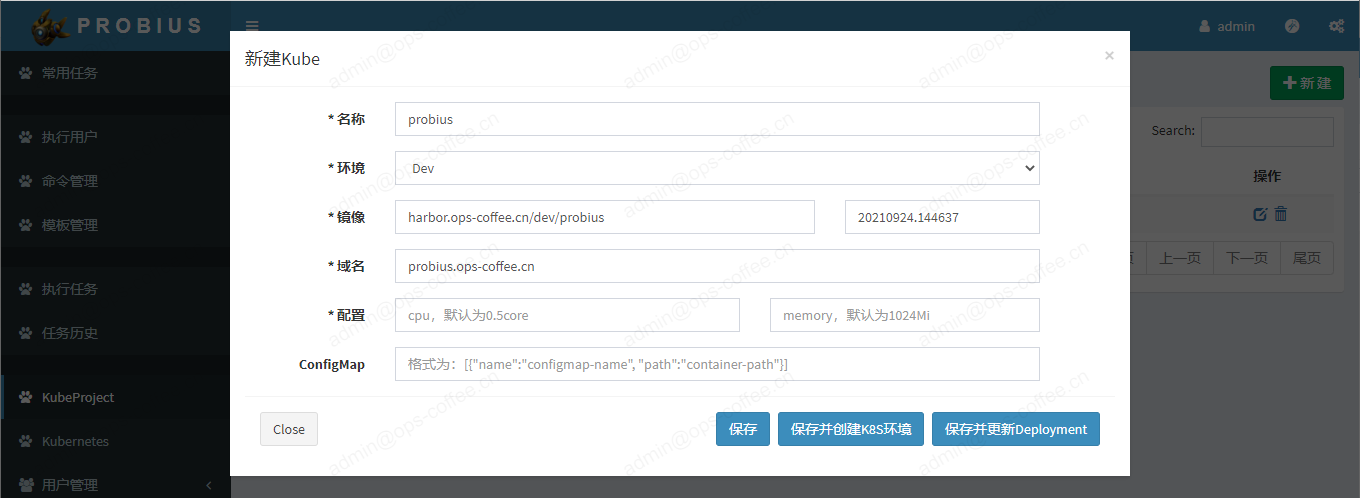 PROBIUS
admin
常用任务
执行用户
命令管理
模板管理
执行任务
任务历史
KubeProject
Kubernetes
用户管理
新建
Search:
操作
页 上一页 下一页 尾页
新建Kube ×
* 名称 probius
* 环境 Dev
* 镜像 harbor.ops-coffee.cn/dev/probius 20210924.144637
* 域名 probius.ops-coffee.cn
* 配置 cpu，默认为0.5core memory，默认为1024Mi
ConfigMap 格式为：[{"name":"configmap-name", "path":"container-path"}]
Close 保存 保存并创建K8S环境 保存并更新Deployment
admin@ops-coffee.cn